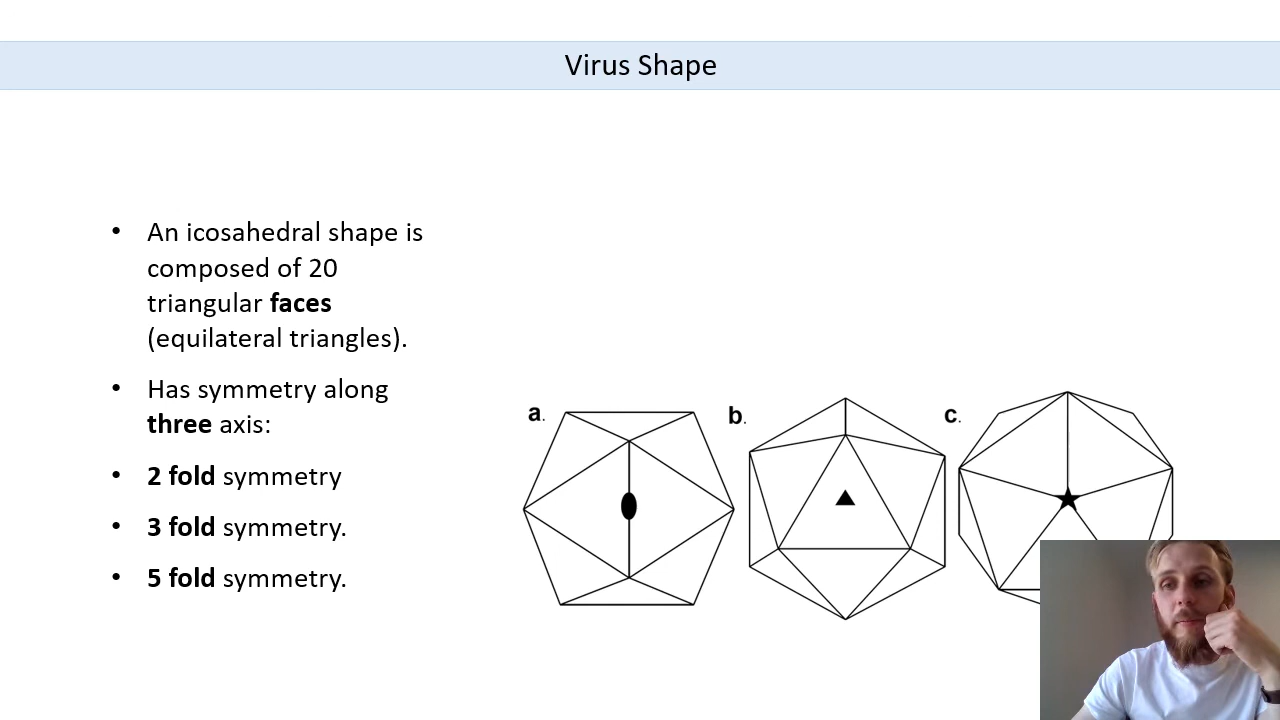 Virus Shape
• An icosahedral shape is
composed of 20
triangular faces
(equilateral triangles).
• Has symmetry along
three axis:
• 2 fold symmetry
• 3 fold symmetry.
• 5 fold symmetry.
a.
b.
c.